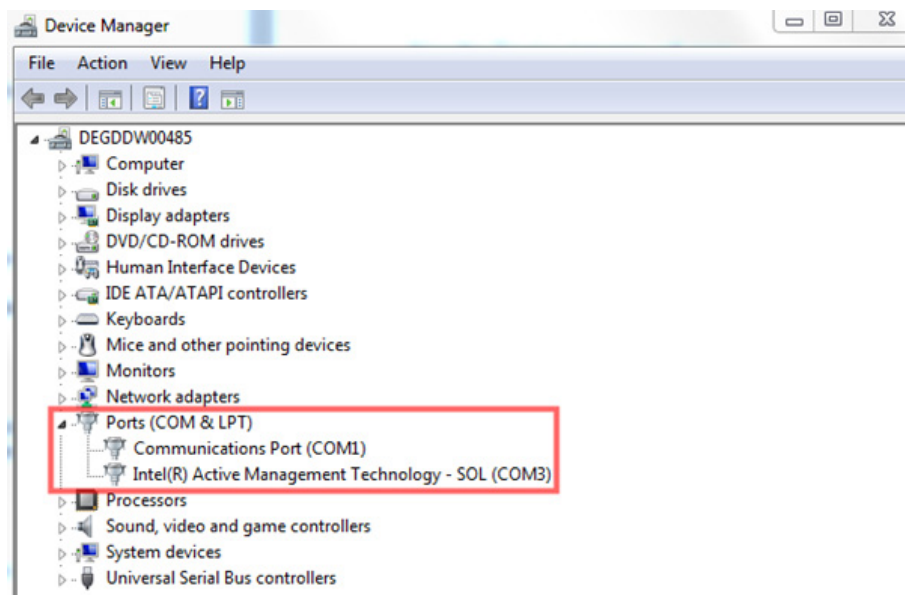 Device Manager
File Action View Help
DEGDDW00485
Computer
Disk drives
Display adapters
DVD/CD-ROM drives
Human Interface Devices
IDE ATA/ATAPI controllers
Keyboards
Mice and other pointing devices
Monitors
Network adapters
Ports (COM & LPT)
Communications Port (COM1)
Intel(R) Active Management Technology - SOL (COM3)
Processors
Sound, video and game controllers
System devices
Universal Serial Bus controllers